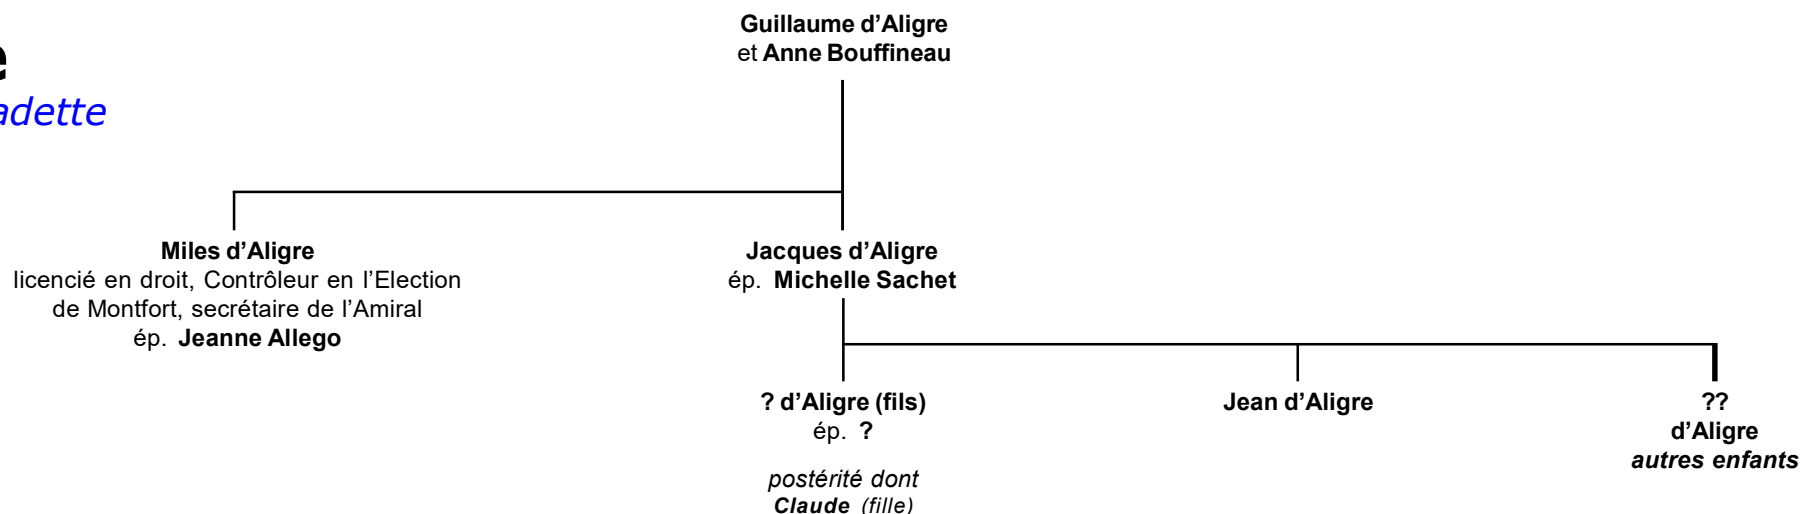 Guillaume d’Aligre
et Anne Bouffineau
e
adette
Miles d’Aligre
licencié en droit, Contrôleur en l’Election
de Montfort, secrétaire de l’Amiral
ép. Jeanne Allego
Jacques d’Aligre
ép. Michelle Sachet
? d’Aligre (fils)
ép. ?
postérité dont
Claude (fille)
Jean d’Aligre
??
d’Aligre
autres enfants